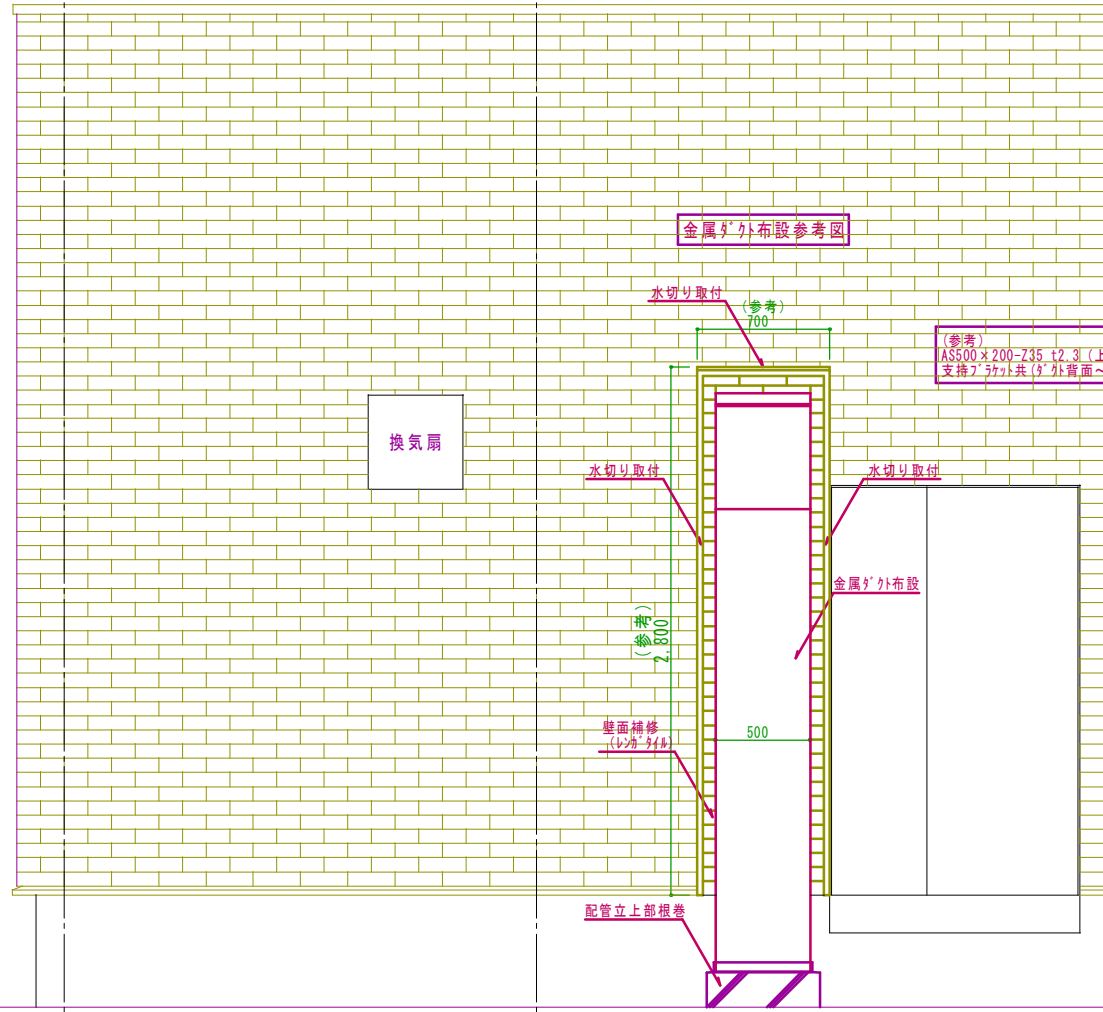 金属ダクト布設参考図
水切り取付
(参考)
700
(参考)
AS500×200-Z35 t2.3 (上
支持ブラケット共(ダクト背面～
換気扇
水切り取付
水切り取付
金属ダクト布設
(参考)
2,800
壁面補修
(レンガタイル)
500
配管立上部根巻